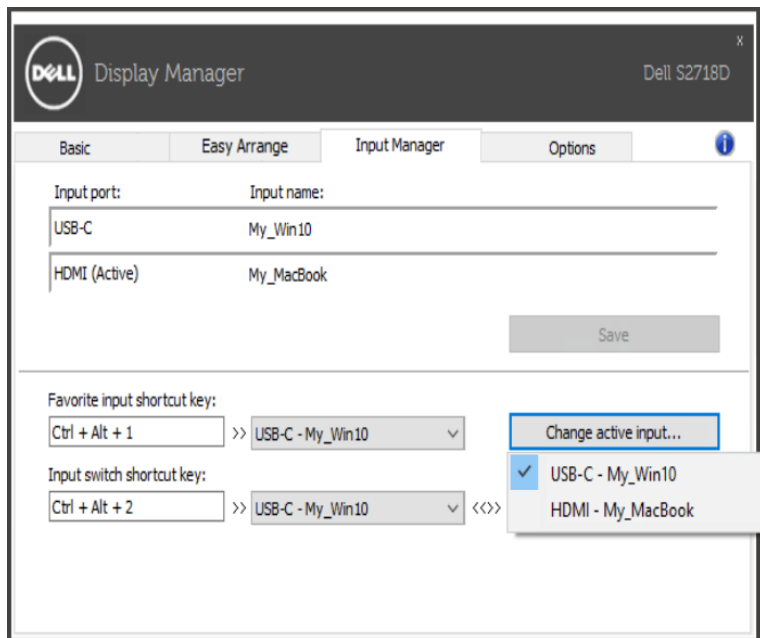 x
DELL Display Manager Dell S2718D
Basic Easy Arrange Input Manager Options i
Input port: Input name:
USB-C My_Win10
HDMI (Active) My_MacBook
Save
Favorite input shortcut key:
Ctrl + Alt + 1 >> USB-C - My_Win10 Change active input...
USB-C - My_Win10
Input switch shortcut key:
Ctrl + Alt + 2 >> USB-C - My_Win10 <<>> HDMI - My_MacBook